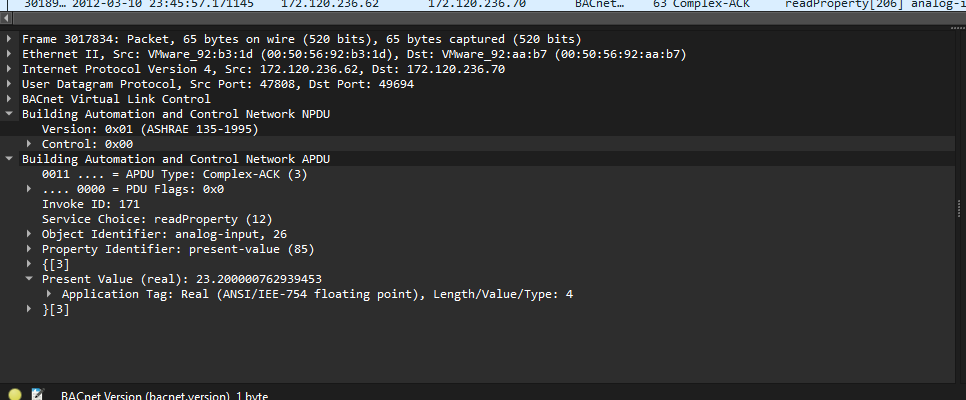 30189… 2012-03-10 23:45:57.171145 172.120.236.62 172.120.236.70 BACnet… 63 Complex-ACK readProperty[206] analog-i
Frame 3017834: Packet, 65 bytes on wire (520 bits), 65 bytes captured (520 bits)
Ethernet II, Src: VMware_92:b3:1d (00:50:56:92:b3:1d), Dst: VMware_92:aa:b7 (00:50:56:92:aa:b7)
Internet Protocol Version 4, Src: 172.120.236.62, Dst: 172.120.236.70
User Datagram Protocol, Src Port: 47808, Dst Port: 49694
BACnet Virtual Link Control
Building Automation and Control Network NPDU
Version: 0x01 (ASHRAE 135-1995)
Control: 0x00
Building Automation and Control Network APDU
0011 .... = APDU Type: Complex-ACK (3)
.... 0000 = PDU Flags: 0x0
Invoke ID: 171
Service Choice: readProperty (12)
Object Identifier: analog-input, 26
Property Identifier: present-value (85)
{[3]
Present Value (real): 23.200000762939453
Application Tag: Real (ANSI/IEE-754 floating point), Length/Value/Type: 4
}[3]
BACnet Version (bacnet.version), 1 byte